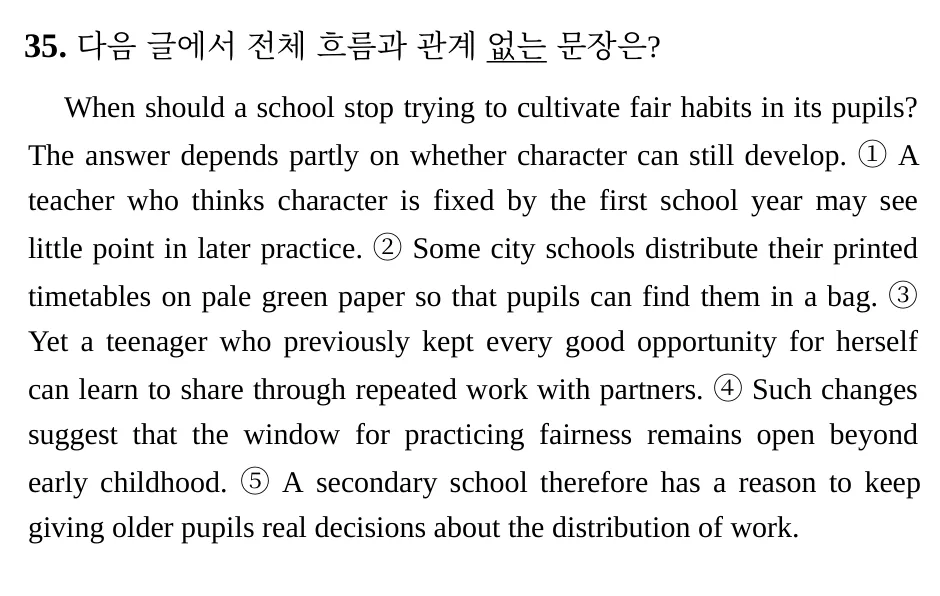 35. 다음 글에서 전체 흐름과 관계 없는 문장은?
When should a school stop trying to cultivate fair habits in its pupils?
The answer depends partly on whether character can still develop. ① A
teacher who thinks character is fixed by the first school year may see
little point in later practice. ② Some city schools distribute their printed
timetables on pale green paper so that pupils can find them in a bag. ③
Yet a teenager who previously kept every good opportunity for herself
can learn to share through repeated work with partners. ④ Such changes
suggest that the window for practicing fairness remains open beyond
early childhood. ⑤ A secondary school therefore has a reason to keep
giving older pupils real decisions about the distribution of work.